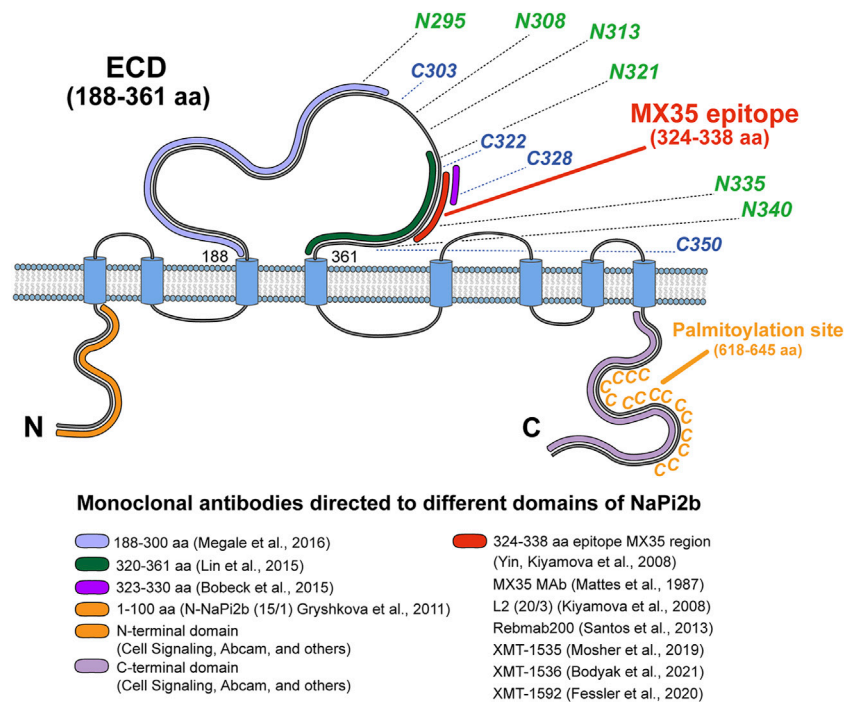 N295
N308
N313
ECD
(188-361 aa)
C303
N321
MX35 epitope
(324-338 aa)
C322
C328
N335
N340
188
361
C350
Palmitoylation site
(618-645 aa)
CCCC
CC
CCCC
CCCCCCC
N
C
Monoclonal antibodies directed to different domains of NaPi2b
188-300 aa (Megale et al., 2016)
320-361 aa (Lin et al., 2015)
323-330 aa (Bobeck et al., 2015)
1-100 aa (N-NaPi2b (15/1) Gryshkova et al., 2011)
N-terminal domain
(Cell Signaling, Abcam, and others)
C-terminal domain
(Cell Signaling, Abcam, and others)
324-338 aa epitope MX35 region
(Yin, Kiyamova et al., 2008)
MX35 MAb (Mattes et al., 1987)
L2 (20/3) (Kiyamova et al., 2008)
Rebmab200 (Santos et al., 2013)
XMT-1535 (Mosher et al., 2019)
XMT-1536 (Bodyak et al., 2021)
XMT-1592 (Fessler et al., 2020)